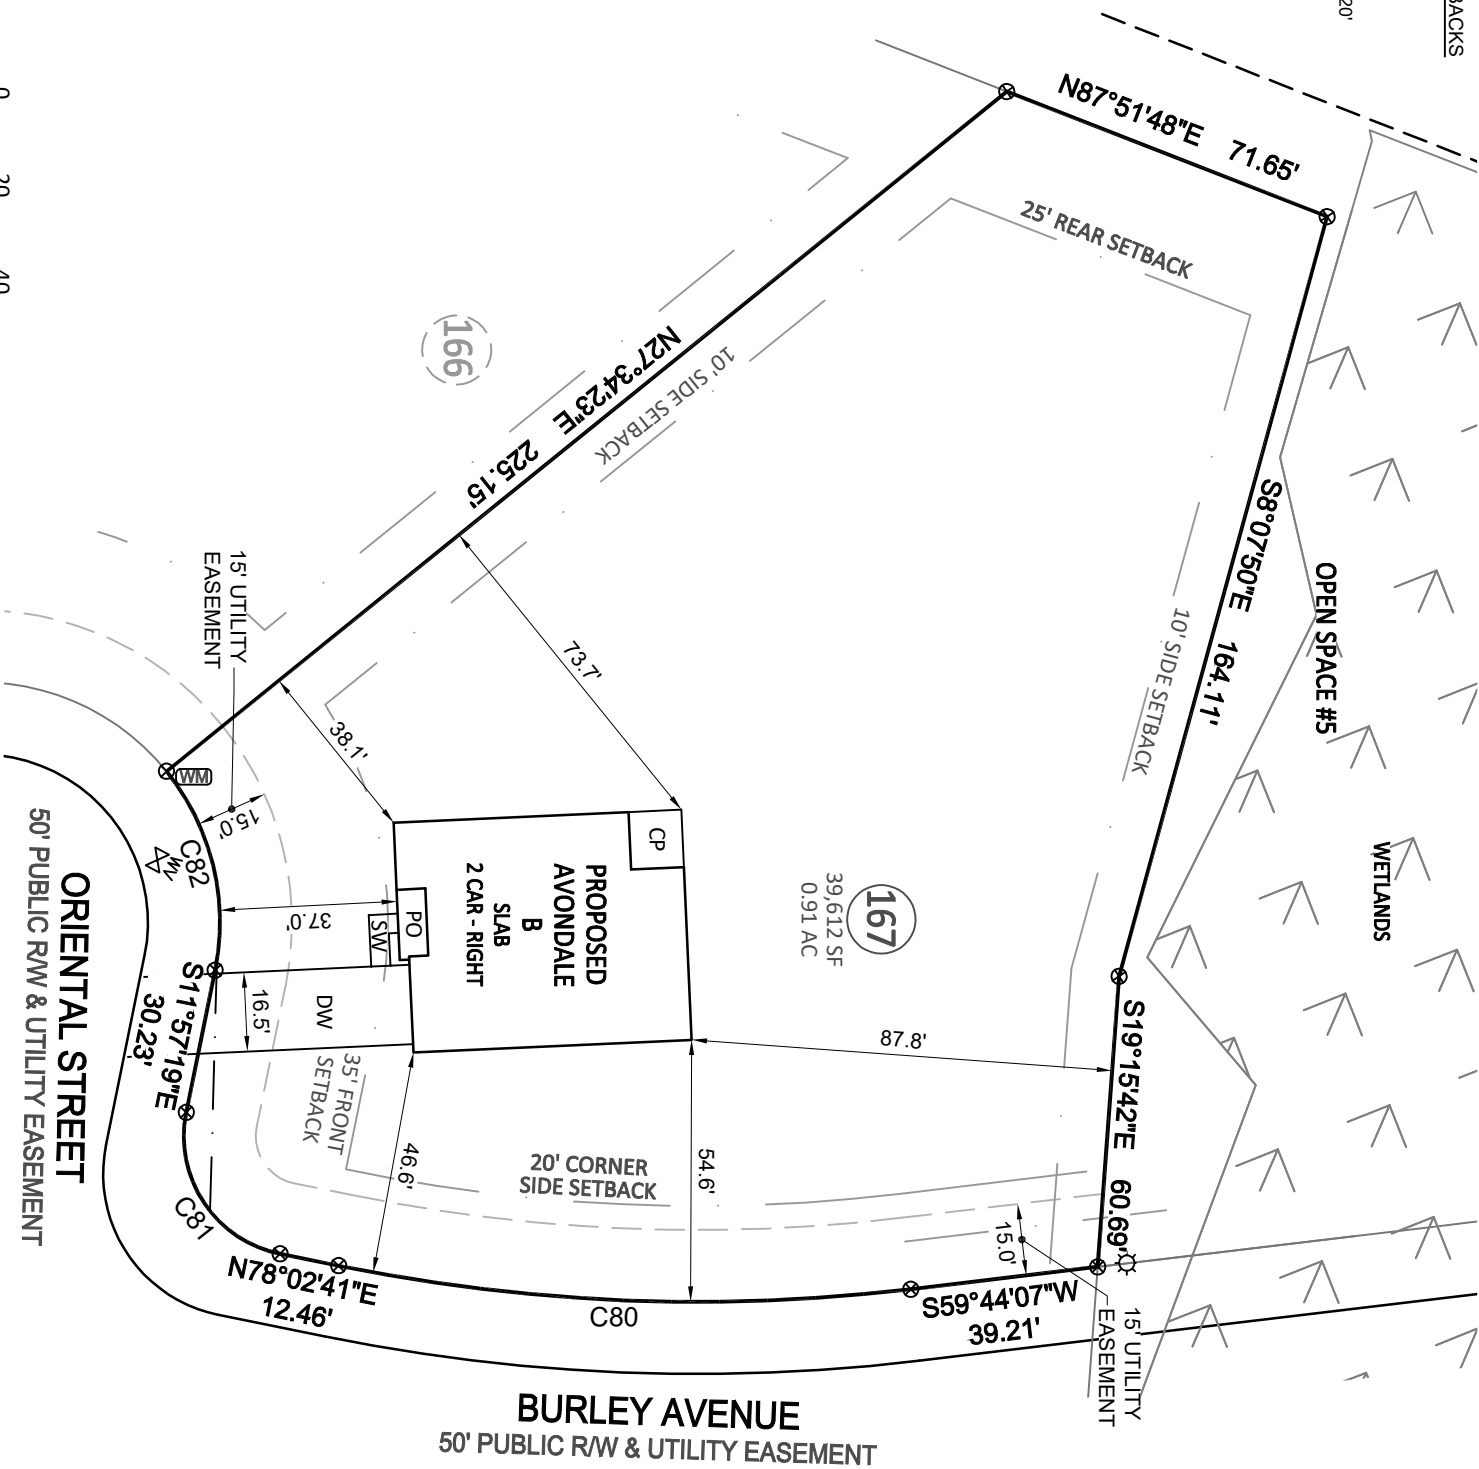 BACKS
20'
0
20
40
N87°51'48"E 71.65'
25' REAR SETBACK
166
N27°34'23"E 225.15'
10' SIDE SETBACK
S8°07'50"E 164.11'
10' SIDE SETBACK
OPEN SPACE #5
WETLANDS
15' UTILITY
EASEMENT
73.7'
38.1'
WM
15.0'
C82
W
37.0'
CP
PO
SW
PROPOSED
AVONDALE
B
SLAB
2 CAR - RIGHT
167
39,612 SF
0.91 AC
DW
16.5'
87.8'
S19°15'42"E 60.69'
S11°57'19"E
30.23'
35' FRONT
SETBACK
46.6'
54.6'
20' CORNER
SIDE SETBACK
15.0'
C81
N78°02'41"E
12.46'
C80
S59°44'07"W
39.21'
15' UTILITY
EASEMENT
ORIENTAL STREET
50' PUBLIC R/W & UTILITY EASEMENT
BURLEY AVENUE
50' PUBLIC R/W & UTILITY EASEMENT